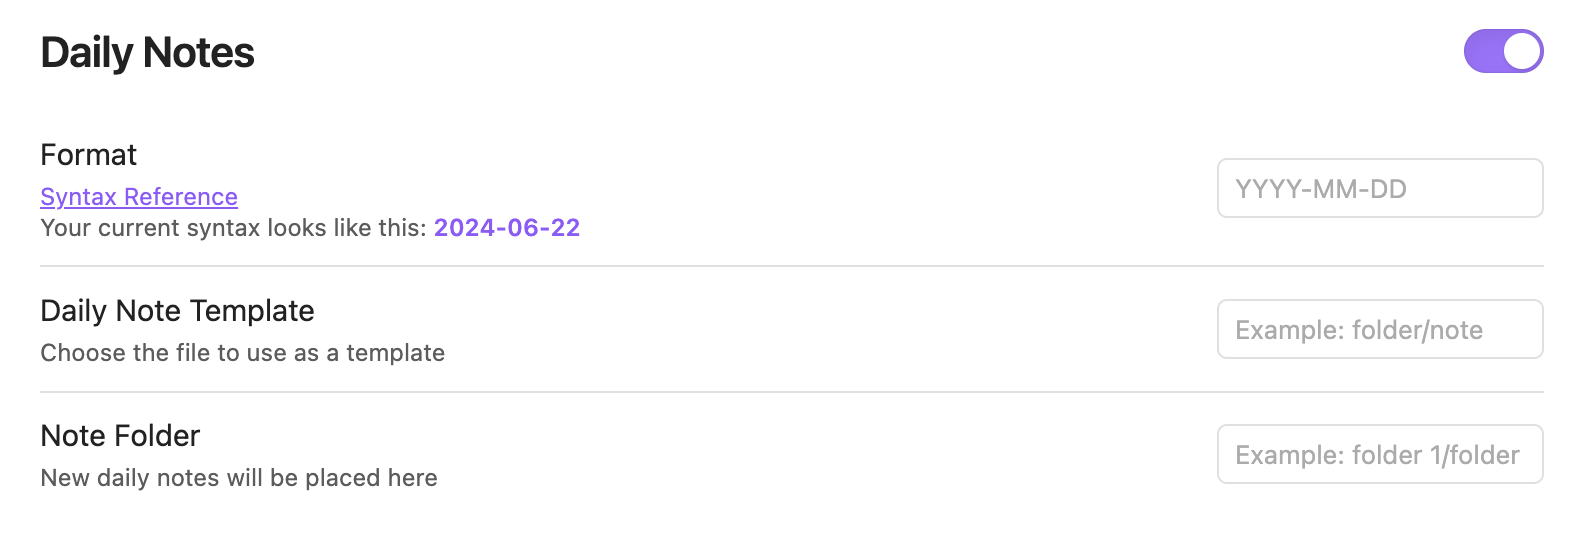 Daily Notes
Format
Syntax Reference
Your current syntax looks like this: 2024-06-22
YYYY-MM-DD
Daily Note Template
Choose the file to use as a template
Example: folder/note
Note Folder
New daily notes will be placed here
Example: folder 1/folder